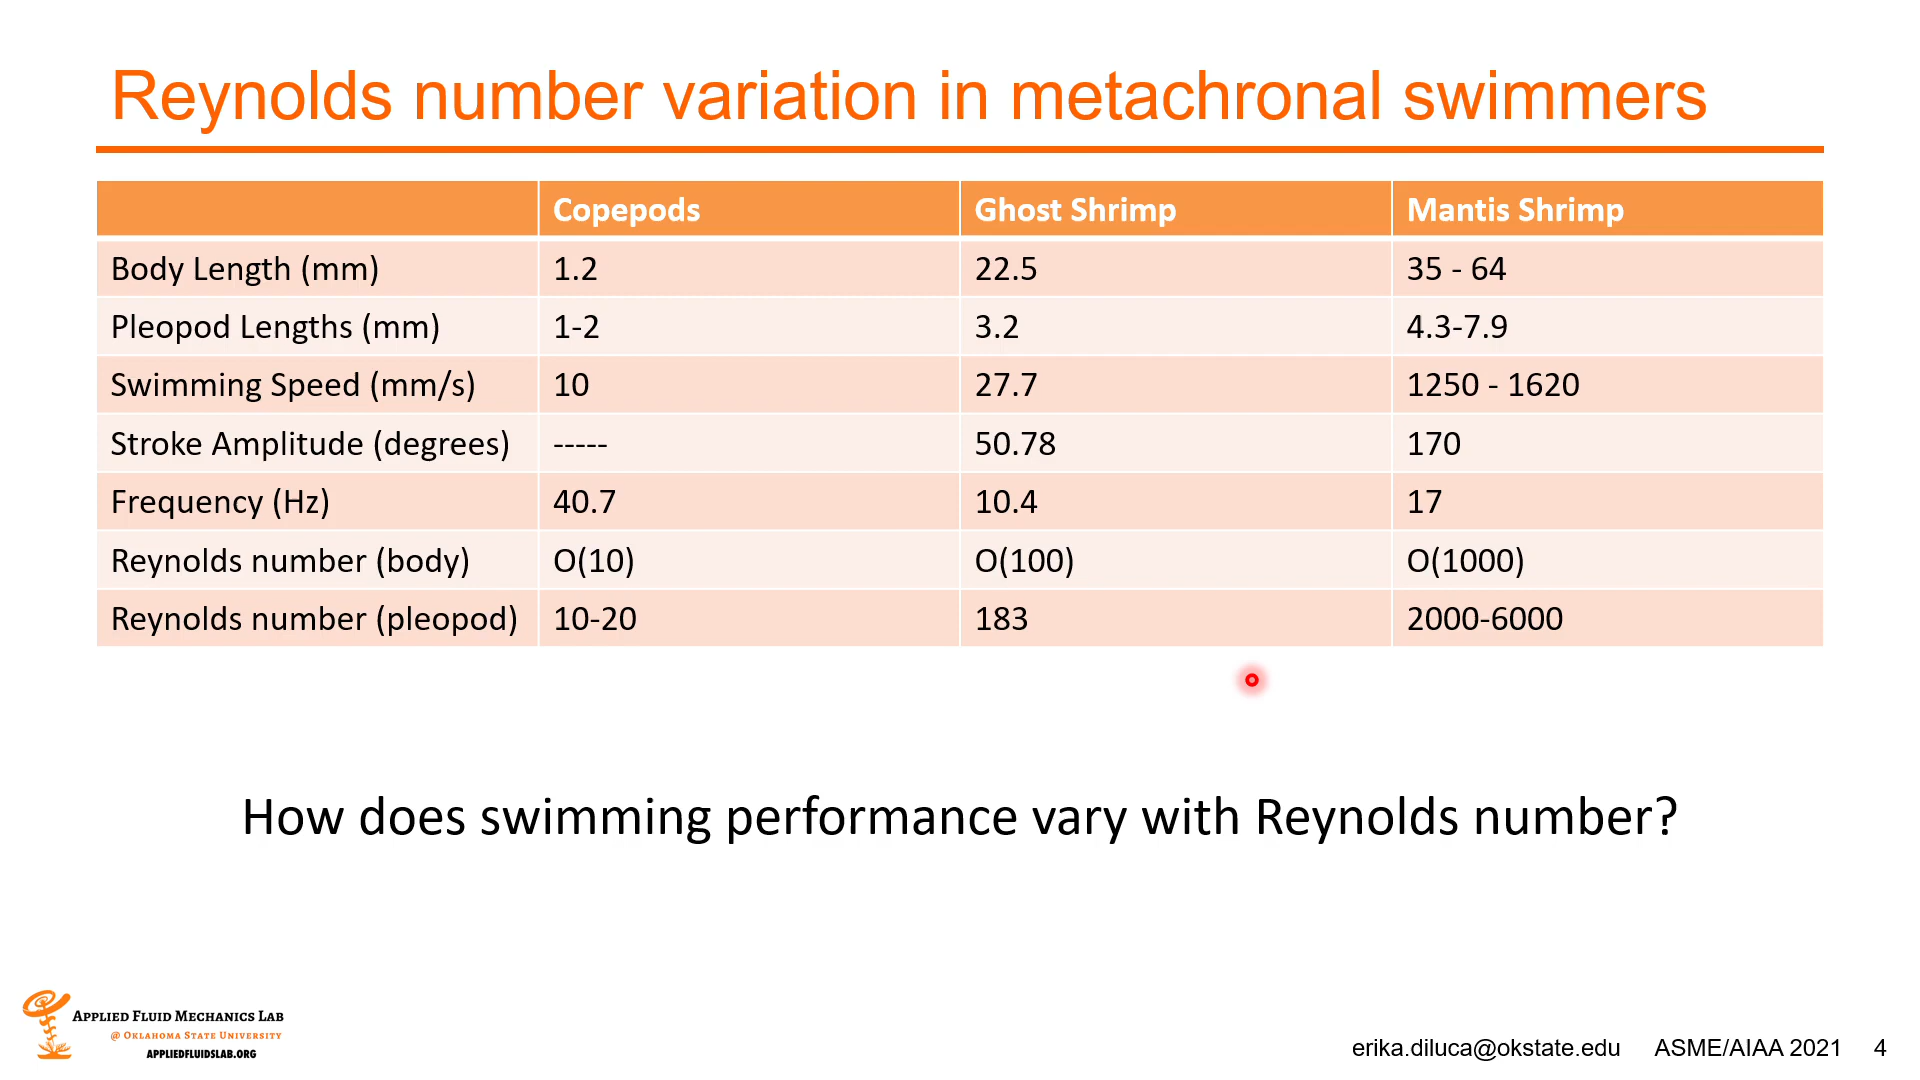 Reynolds number variation in metachronal swimmers
Copepods Ghost Shrimp Mantis Shrimp
Body Length (mm) 1.2 22.5 35 - 64
Pleopod Lengths (mm) 1-2 3.2 4.3-7.9
Swimming Speed (mm/s) 10 27.7 1250 - 1620
Stroke Amplitude (degrees) ----- 50.78 170
Frequency (Hz) 40.7 10.4 17
Reynolds number (body) O(10) O(100) O(1000)
Reynolds number (pleopod) 10-20 183 2000-6000
How does swimming performance vary with Reynolds number?
APPLIED FLUID MECHANICS LAB
@ OKLAHOMA STATE UNIVERSITY
APPLIEDFLUIDSLAB.ORG
erika.diluca@okstate.edu ASME/AIAA 2021 4